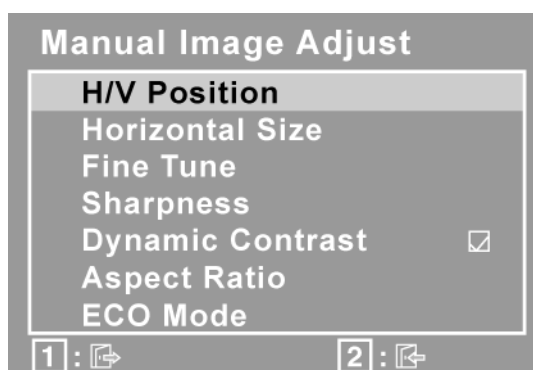 Manual Image Adjust
H/V Position
Horizontal Size
Fine Tune
Sharpness
Dynamic Contrast
Aspect Ratio
ECO Mode
1 : 2 :